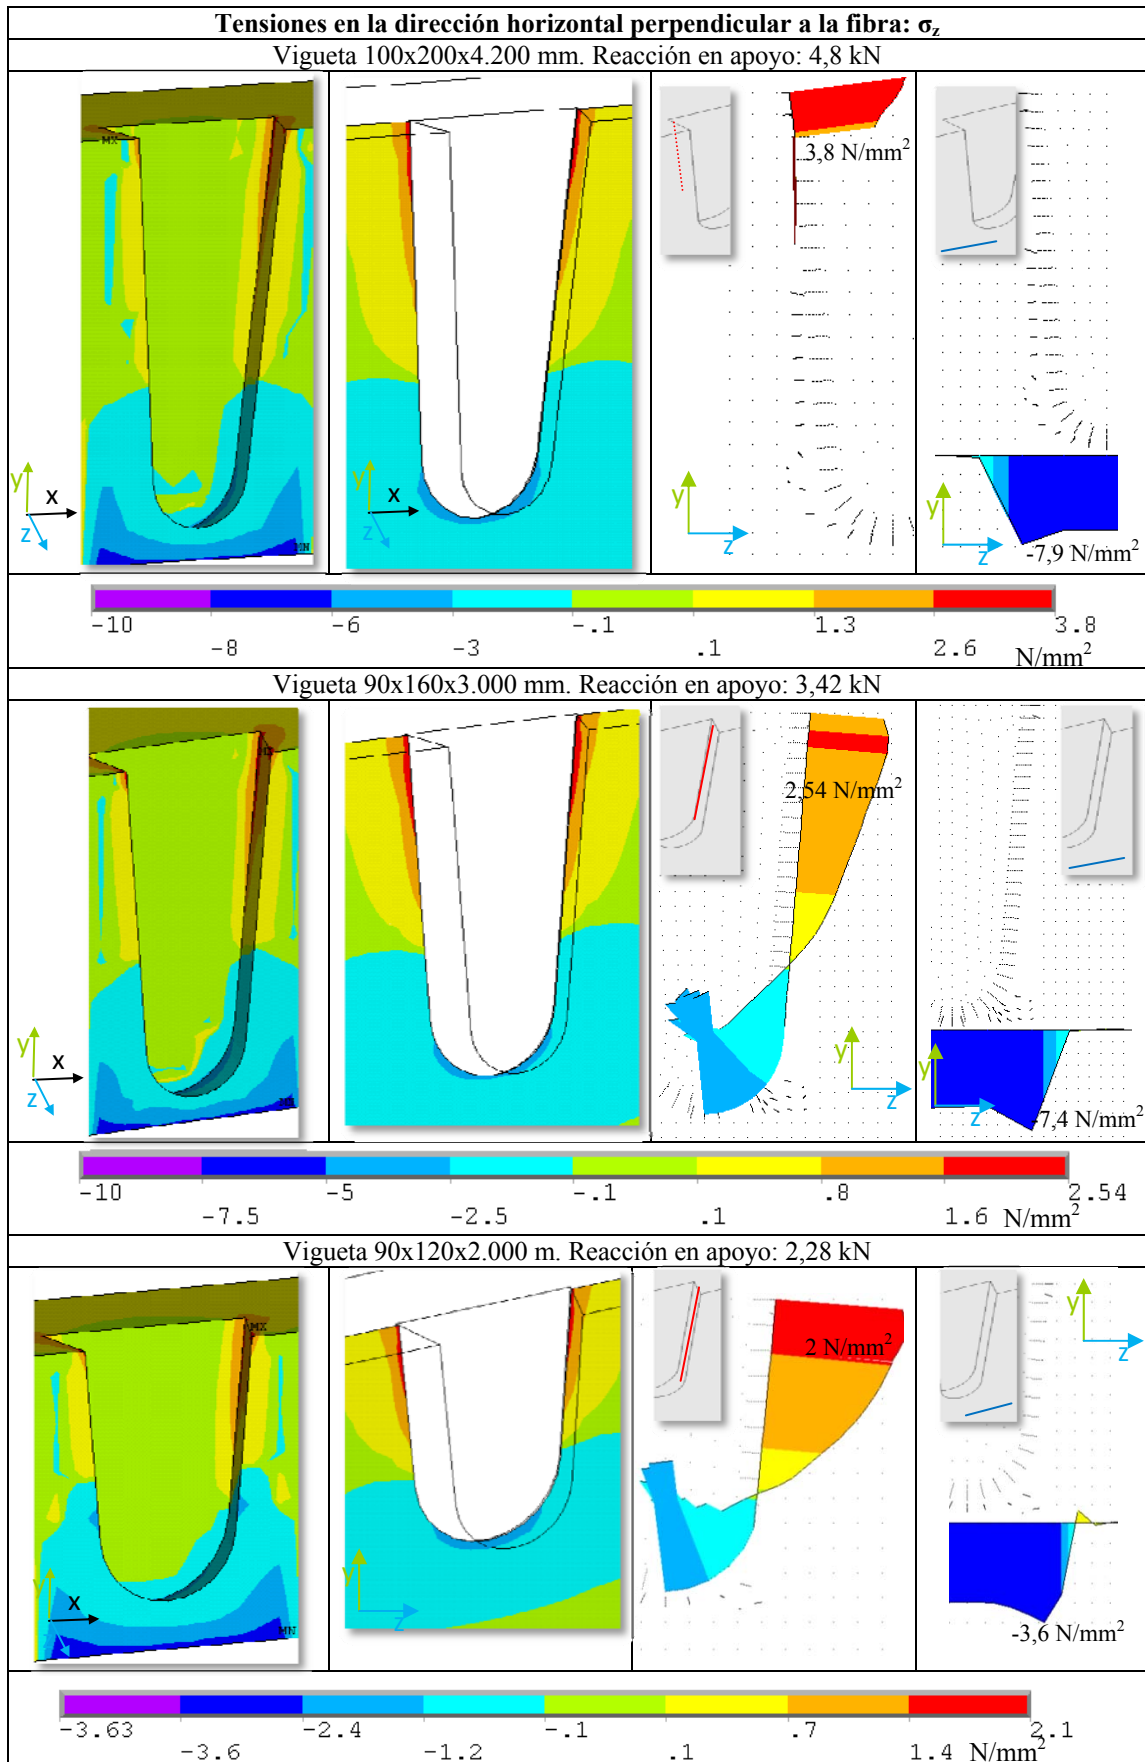 Tensiones en la dirección horizontal perpendicular a la fibra: σz
Vigueta 100x200x4.200 mm. Reacción en apoyo: 4,8 kN
MX
MN
y
x
z
y
x
z
3,8 N/mm²
y
z
-7,9 N/mm²
y
z
-10 -6 -.1 1.3 3.8
-8 -3 .1 2.6 N/mm²
Vigueta 90x160x3.000 mm. Reacción en apoyo: 3,42 kN
MX
MN
y
x
z
2,54 N/mm²
y
z
-7,4 N/mm²
y
z
-10 -5 -.1 .8 2.54
-7.5 -2.5 .1 1.6 N/mm²
Vigueta 90x120x2.000 m. Reacción en apoyo: 2,28 kN
MX
MN
y
x
y
z
2 N/mm²
y
z
-3,6 N/mm²
-3.63 -2.4 -.1 .7 2.1
-3.6 -1.2 .1 1.4 N/mm²